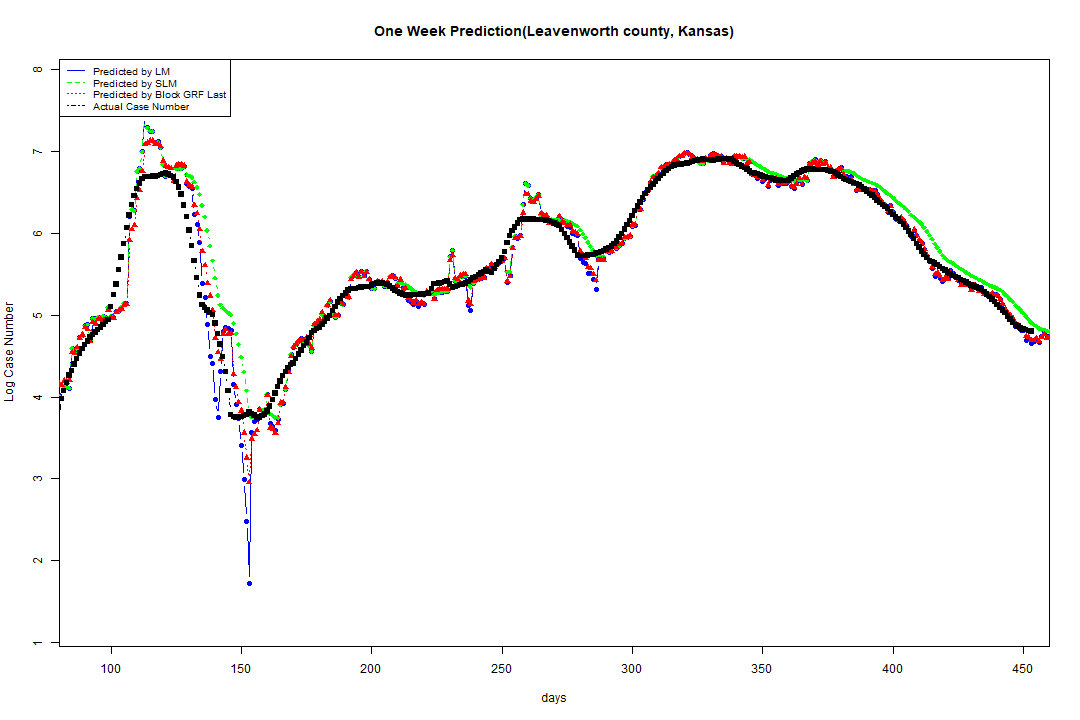 One Week Prediction(Leavenworth county, Kansas)
Predicted by LM
Predicted by SLM
Predicted by Block GRF Last
Actual Case Number
8
7
6
5
4
3
2
1
Log Case Number
100 150 200 250 300 350 400 450
days